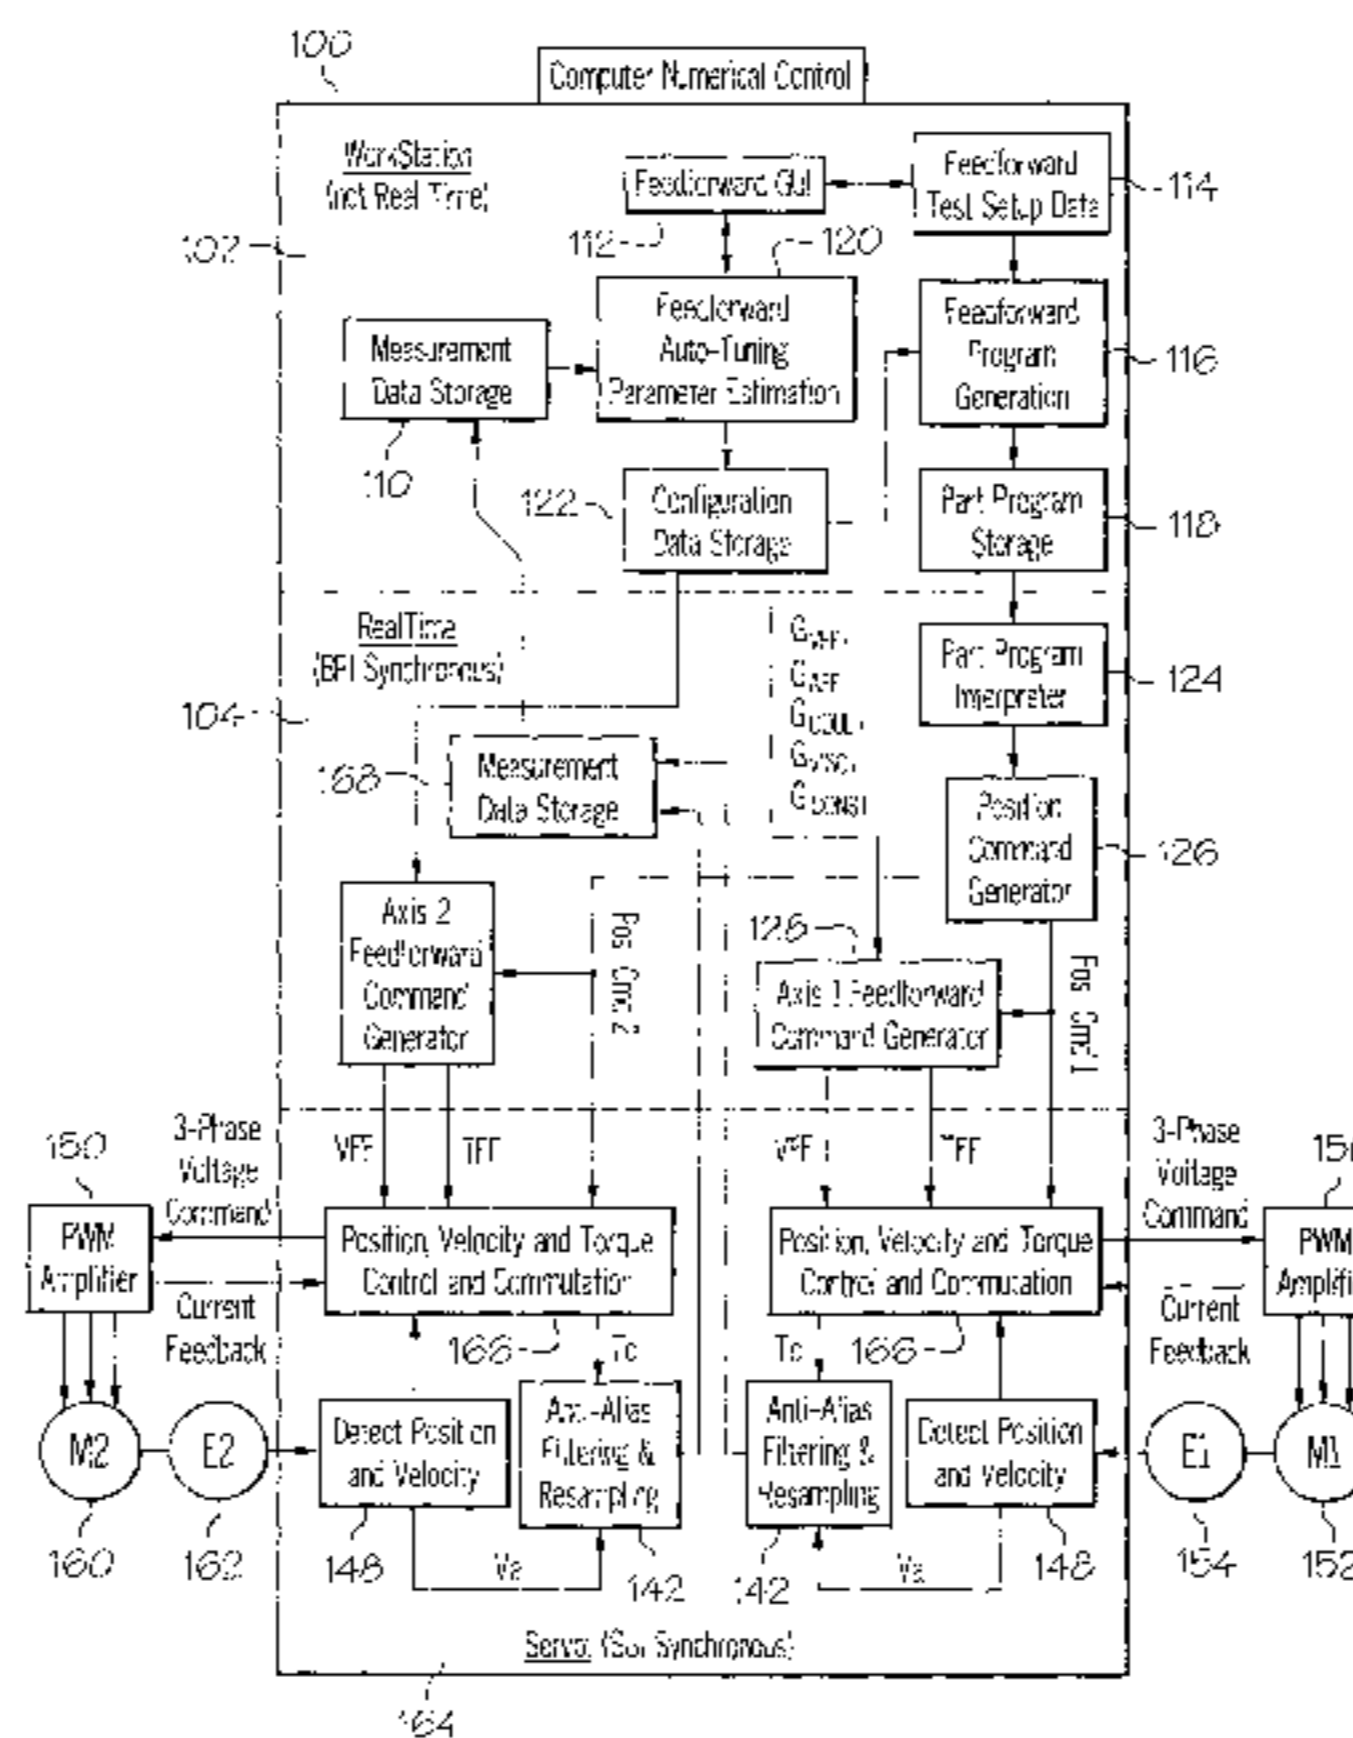 100
Computer Numerical Control
WorkStation
(not Real Time)
102
Feedforward GUI
112
Feedforward
Test Setup Data
114
120
Feedforward
Auto-Tuning
Parameter Estimation
Measurement
Data Storage
110
Feedforward
Program
Generation
116
122
Configuration
Data Storage
Part Program
Storage
118
RealTime
Synchronous)
104
Part Program
Interpreter
124
168
Measurement
Data Storage
Position
Command
Generator
126
Axis 2
Feedforward
Command
Generator
Pos Cmd 2
Axis 1 Feedforward
Command Generator
Pos Cmd 1
VFF
TFF
VFF
TFF
150
3-Phase
Voltage
Command
PWM
Amplifier
Current
Feedback
Position, Velocity and Torque
Control and Commutation
166
Tc
Position, Velocity and Torque
Control and Commutation
166
Tc
3-Phase
Voltage
Command
PWM
Current
Feedback
M2
160
E2
162
Detect Position
and Velocity
148
Anti-Alias
Filtering &
Resampling
142
Va
Anti-Alias
Filtering &
Resampling
142
Va
Detect Position
and Velocity
148
E1
154
M1
152
Synchronous)
164